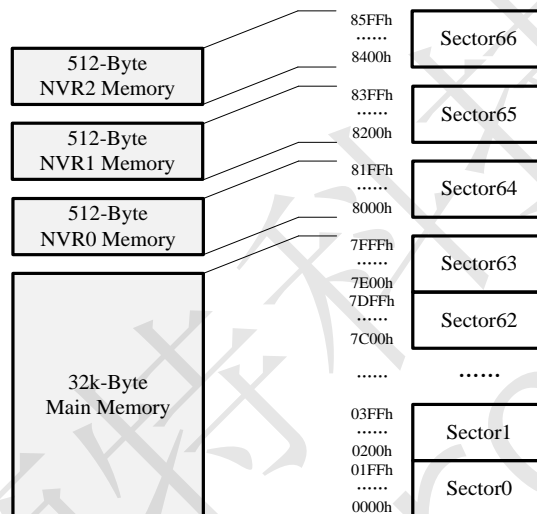 85FFh
......
8400h
Sector66
512-Byte
NVR2 Memory
83FFh
......
8200h
Sector65
512-Byte
NVR1 Memory
81FFh
......
8000h
Sector64
512-Byte
NVR0 Memory
7FFFh
......
7E00h
Sector63
7DFFh
......
7C00h
Sector62
......
......
32k-Byte
Main Memory
03FFh
......
0200h
Sector1
01FFh
......
0000h
Sector0